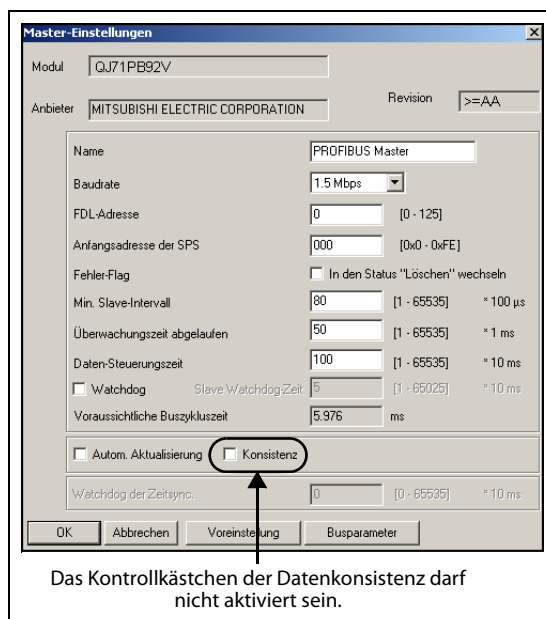 Master-Einstellungen
Modul QJ71PB92V
Anbieter MITSUBISHI ELECTRIC CORPORATION Revision >=AA
Name PROFIBUS Master
Baudrate 1.5 Mbps
FDL-Adresse 0 [0 - 125]
Anfangsadresse der SPS 000 [0x0 - 0xFE]
Fehler-Flag In den Status "Löschen" wechseln
Min. Slave-Intervall 80 [1 - 65535] * 100 µs
Überwachungszeit abgelaufen 50 [1 - 65535] * 1 ms
Daten-Steuerungszeit 100 [1 - 65535] * 10 ms
Watchdog Slave Watchdog-Zeit 5 [1 - 65025] * 10 ms
Voraussichtliche Buszykluszeit 5.976 ms
Autom. Aktualisierung Konsistenz
Watchdog der Zeitsync. 0 [0 - 65535] * 10 ms
OK Abbrechen Voreinstellung Busparameter
Das Kontrollkästchen der Datenkonsistenz darf
nicht aktiviert sein.